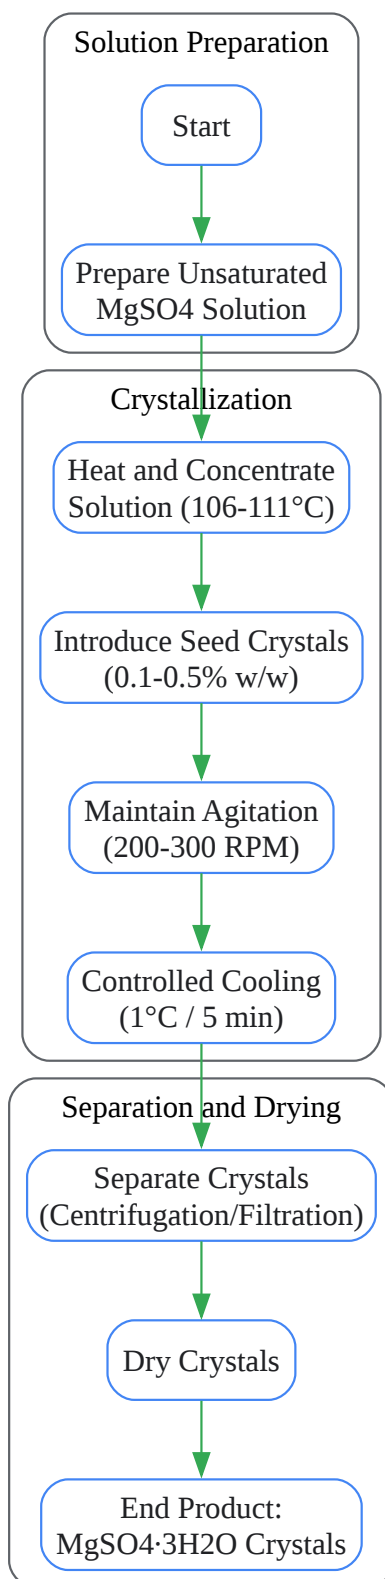 Solution Preparation
Start
Prepare Unsaturated
MgSO4 Solution
Crystallization
Heat and Concentrate
Solution (106-111°C)
Introduce Seed Crystals
(0.1-0.5% w/w)
Maintain Agitation
(200-300 RPM)
Controlled Cooling
(1°C / 5 min)
Separation and Drying
Separate Crystals
(Centrifugation/Filtration)
Dry Crystals
End Product:
MgSO4·3H2O Crystals